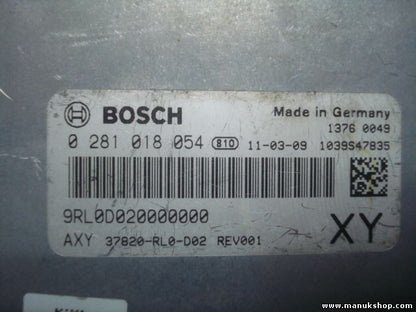 BOSCH
Made in Germany
1376 0049
0 281 018 054 810 11-03-09 1039S47835
9RL0D020000000
AXY 37820-RL0-D02 REV001
XY
www.manukshop.com